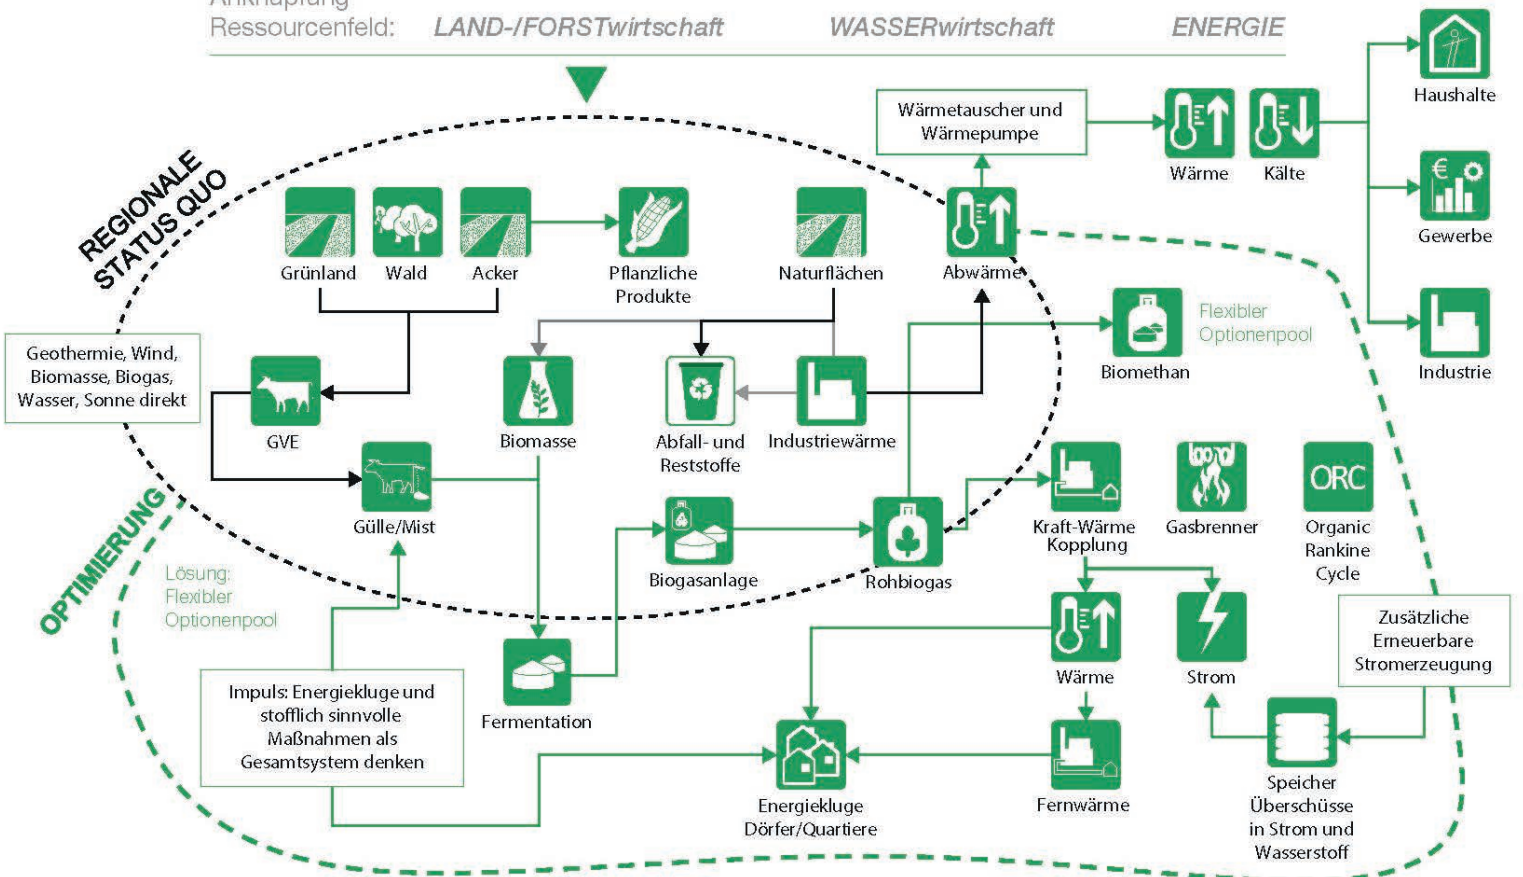 Anknüpfung
Ressourcenfeld: LAND-/FORSTwirtschaft WASSERwirtschaft ENERGIE
Haushalte
Wärmetauscher und
Wärmepumpe
Wärme
Kälte
Gewerbe
Industrie
REGIONALE
STATUS QUO
Grünland
Wald
Acker
Pflanzliche
Produkte
Naturflächen
Abwärme
Geothermie, Wind,
Biomasse, Biogas,
Wasser, Sonne direkt
GVE
Biomasse
Abfall- und
Reststoffe
Industriewärme
Biomethan
Flexibler
Optionenpool
Gülle/Mist
Biogasanlage
Rohbiogas
Kraft-Wärme
Kopplung
Gasbrenner
ORC
Organic
Rankine
Cycle
OPTIMIERUNG
Lösung:
Flexibler
Optionenpool
Impuls: Energiekluge und
stofflich sinnvolle
Maßnahmen als
Gesamtsystem denken
Fermentation
Wärme
Strom
Zusätzliche
Erneuerbare
Stromerzeugung
Energiekluge
Dörfer/Quartiere
Fernwärme
Speicher
Überschüsse
in Strom und
Wasserstoff